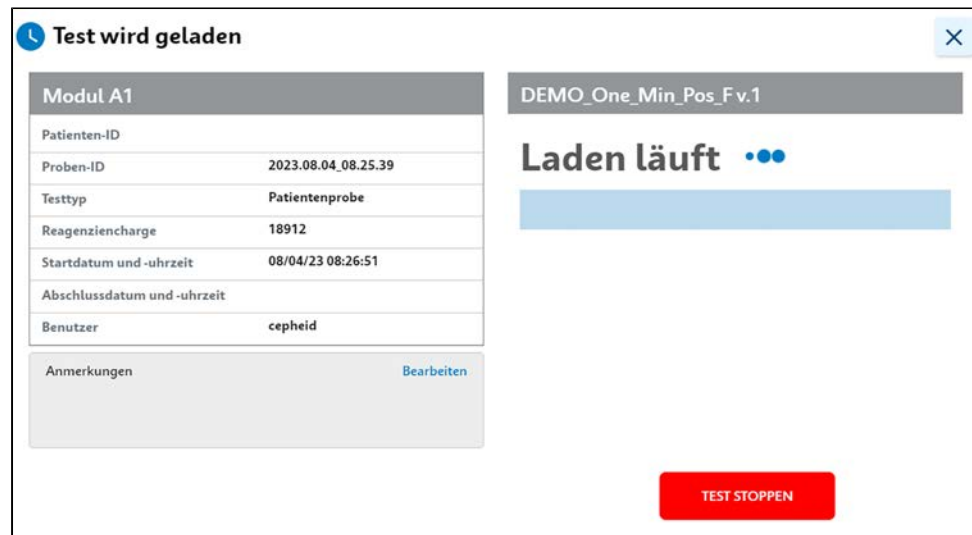 Test wird geladen
Modul A1
Patienten-ID
Proben-ID 2023.08.04_08.25.39
Testtyp Patientenprobe
Reagenziencharge 18912
Startdatum und -uhrzeit 08/04/23 08:26:51
Abschlussdatum und -uhrzeit
Benutzer cepheid
Anmerkungen Bearbeiten
DEMO_One_Min_Pos_F v.1
Laden läuft
TEST STOPPEN